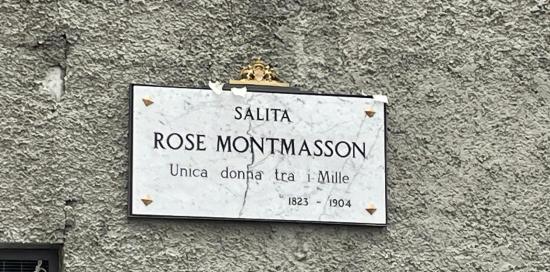 SALITA
ROSE MONTMASSON
Unica donna tra i Mille
1823 - 1904